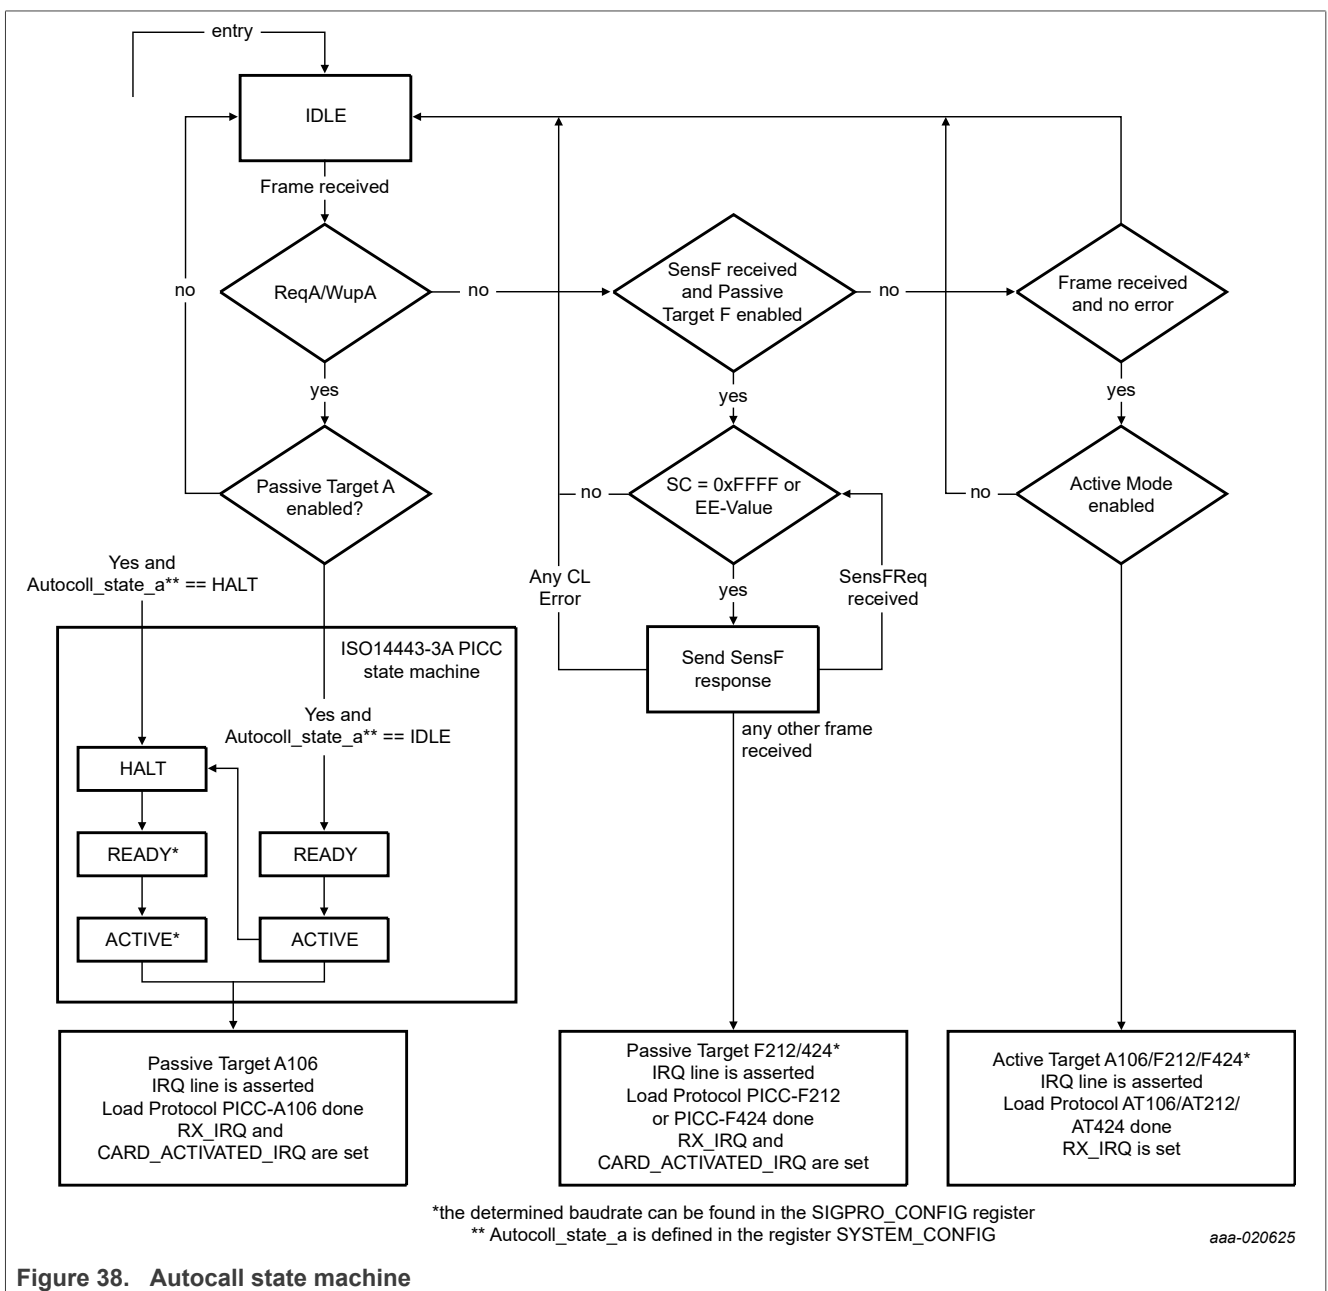 entry
IDLE
Frame received
no
ReqA/WupA
no
SensF received
and Passive
Target F enabled
no
Frame received
and no error
yes
yes
yes
Passive Target A
enabled?
no
SC = 0xFFFF or
EE-Value
no
Active Mode
enabled
Yes and
Autocoll_state_a** == HALT
Any CL
Error
yes
SensFReq
received
ISO14443-3A PICC
state machine
Send SensF
response
Yes and
Autocoll_state_a** == IDLE
any other frame
received
HALT
READY*
READY
ACTIVE*
ACTIVE
Passive Target A106
IRQ line is asserted
Load Protocol PICC-A106 done
RX_IRQ and
CARD_ACTIVATED_IRQ are set
Passive Target F212/424*
IRQ line is asserted
Load Protocol PICC-F212
or PICC-F424 done
RX_IRQ and
CARD_ACTIVATED_IRQ are set
Active Target A106/F212/F424*
IRQ line is asserted
Load Protocol AT106/AT212/
AT424 done
RX_IRQ is set
*the determined baudrate can be found in the SIGPRO_CONFIG register
** Autocoll_state_a is defined in the register SYSTEM_CONFIG
aaa-020625
Figure 38. Autocall state machine